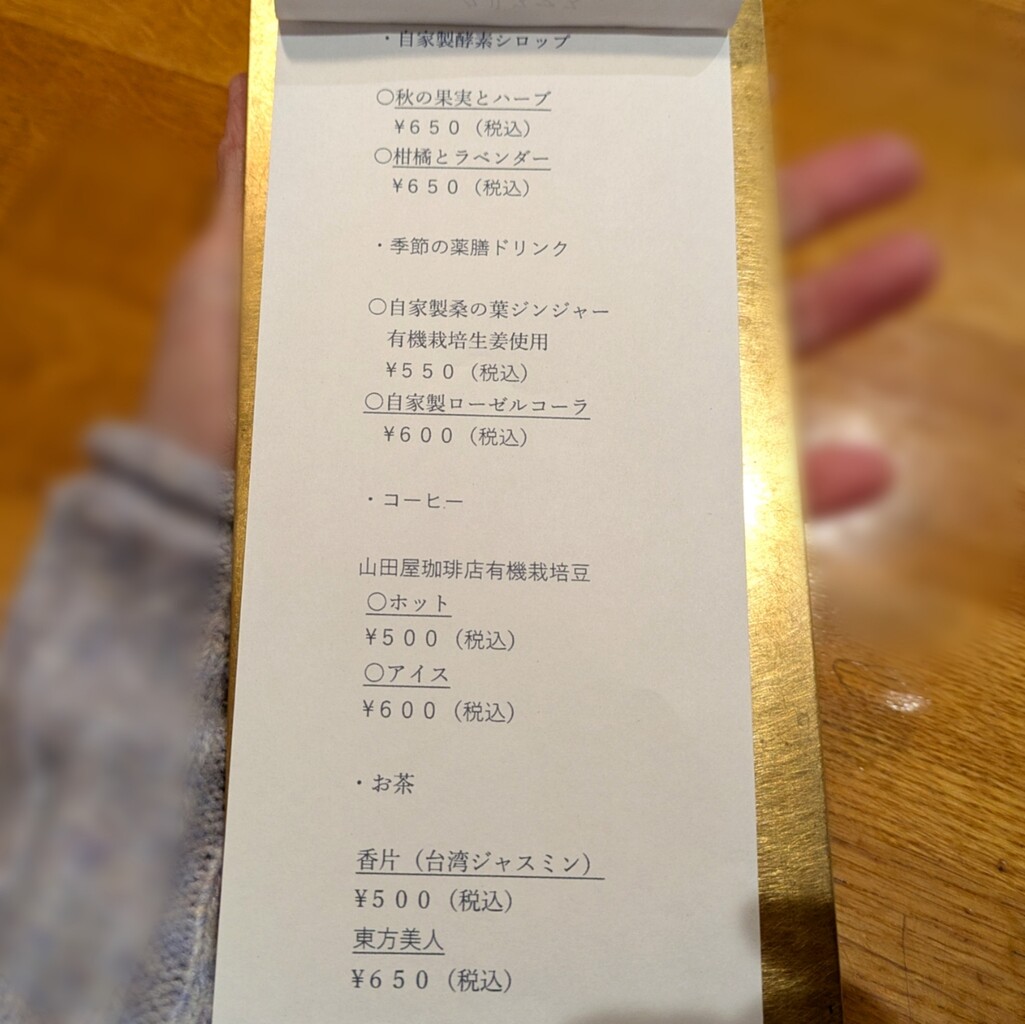 ・自家製酵素シロップ
〇秋の果実とハーブ
¥650（税込）
〇柑橘とラベンダー
¥650（税込）
・季節の薬膳ドリンク
〇自家製桑の葉ジンジャー
有機栽培生姜使用
¥550（税込）
〇自家製ローゼルコーラ
¥600（税込）
・コーヒー
山田屋珈琲店有機栽培豆
〇ホット
¥500（税込）
〇アイス
¥600（税込）
・お茶
香片（台湾ジャスミン）
¥500（税込）
東方美人
¥650（税込）